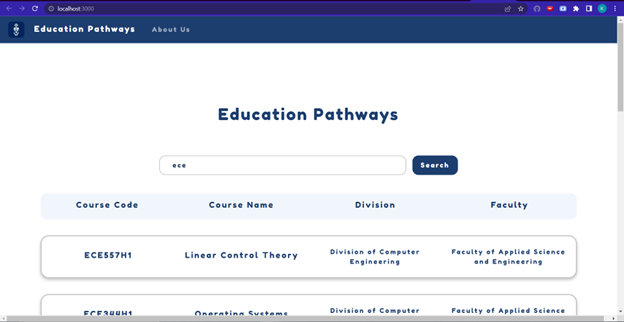 localhost:3000
Education Pathways
About Us
Education Pathways
ece
Search
Course Code Course Name Division Faculty
ECE557H1 Linear Control Theory Division of Computer Engineering Faculty of Applied Science and Engineering
ECE344H1 Operating Systems Division of Computer Faculty of Applied Science